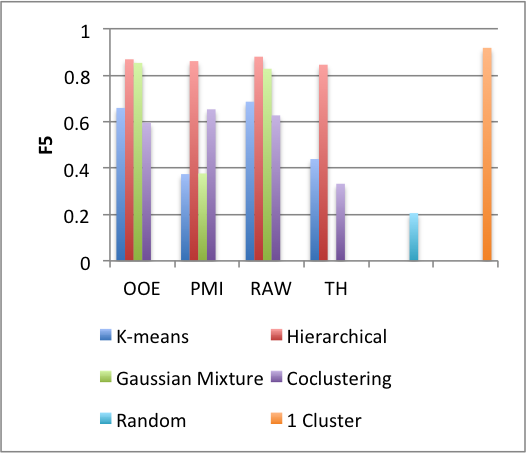 1
0.8
0.6
0.4
0.2
0
F5
OOE PMI RAW TH
K-means Hierarchical
Gaussian Mixture Coclustering
Random 1 Cluster